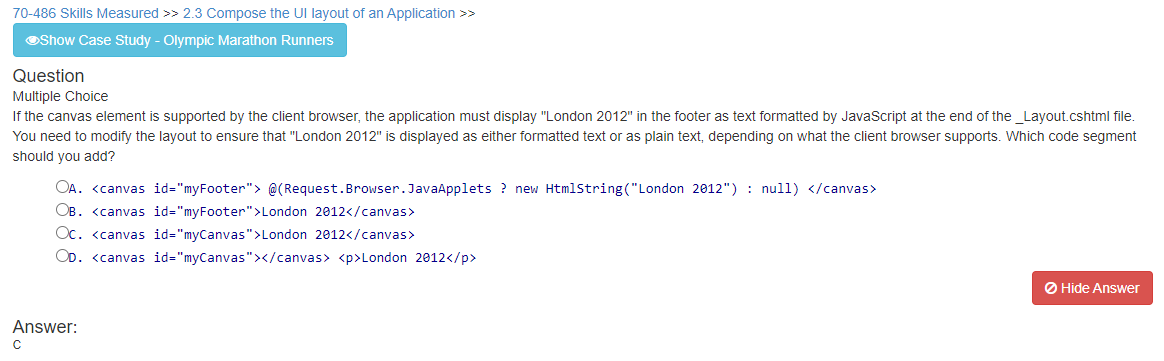 70-486 Skills Measured >> 2.3 Compose the UI layout of an Application >>
Show Case Study - Olympic Marathon Runners
Question
Multiple Choice
If the canvas element is supported by the client browser, the application must display "London 2012" in the footer as text formatted by JavaScript at the end of the _Layout.cshtml file.
You need to modify the layout to ensure that "London 2012" is displayed as either formatted text or as plain text, depending on what the client browser supports. Which code segment
should you add?
A. <canvas id="myFooter"> @(Request.Browser.JavaApplets ? new HtmlString("London 2012") : null) </canvas>
B. <canvas id="myFooter">London 2012</canvas>
C. <canvas id="myCanvas">London 2012</canvas>
D. <canvas id="myCanvas"></canvas> <p>London 2012</p>
Hide Answer
Answer:
C